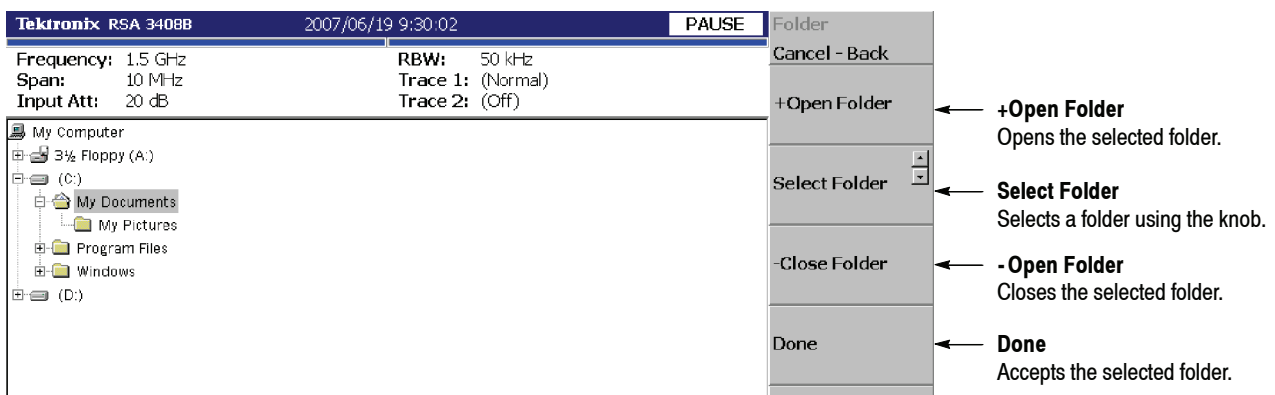 Tektronix RSA 3408B 2007/06/19 9:30:02 PAUSE
Frequency: 1.5 GHz RBW: 50 kHz
Span: 10 MHz Trace 1: (Normal)
Input Att: 20 dB Trace 2: (Off)
My Computer
3½ Floppy (A:)
(C:)
My Documents
My Pictures
Program Files
Windows
(D:)
Folder
Cancel - Back
+Open Folder
Select Folder
-Close Folder
Done
+Open Folder
Opens the selected folder.
Select Folder
Selects a folder using the knob.
- Open Folder
Closes the selected folder.
Done
Accepts the selected folder.